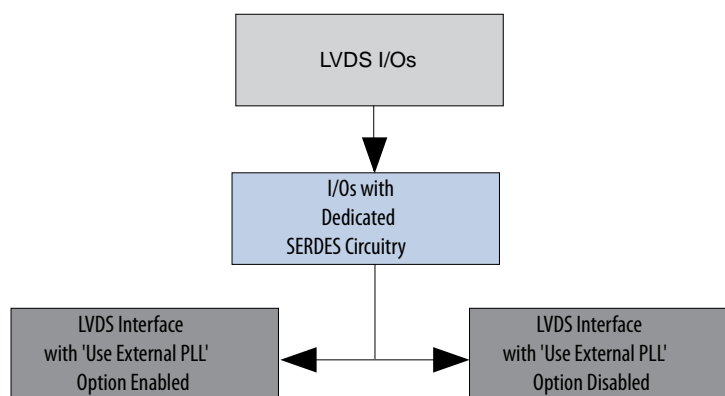 LVDS I/Os
I/Os with
Dedicated
SERDES Circuitry
LVDS Interface
with 'Use External PLL'
Option Enabled
LVDS Interface
with 'Use External PLL'
Option Disabled